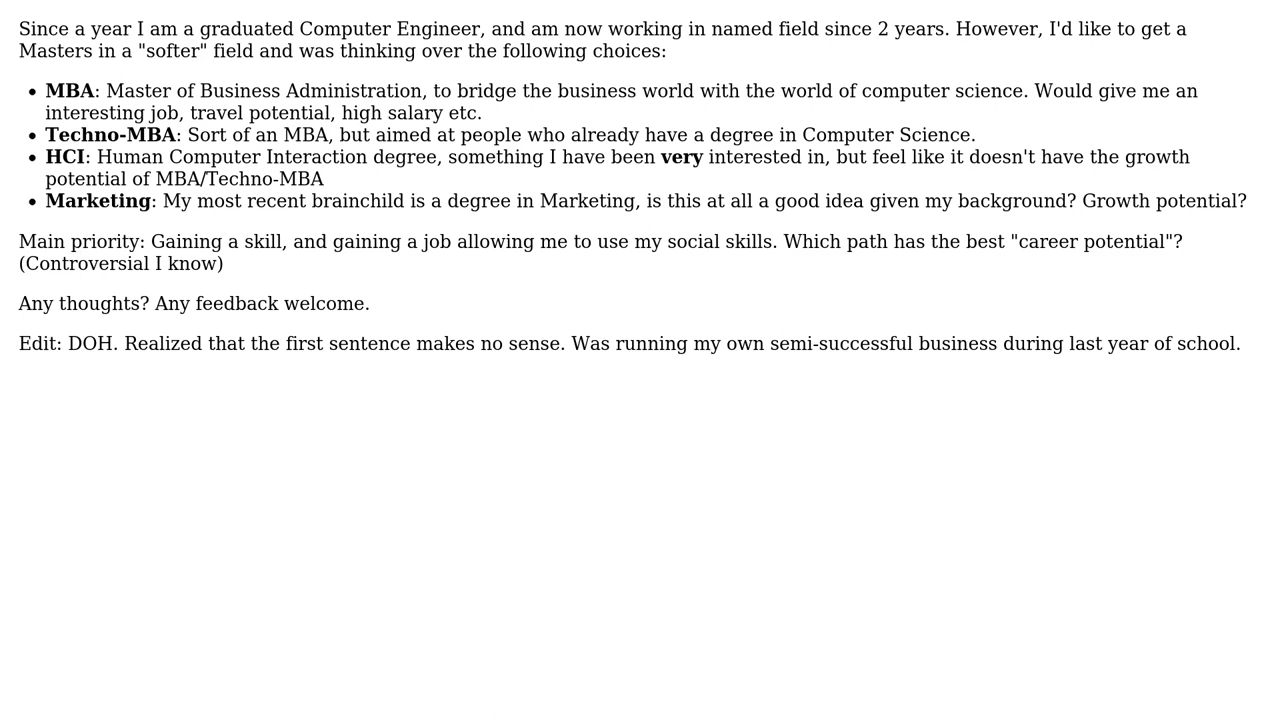 Since a year I am a graduated Computer Engineer, and am now working in named field since 2 years. However, I'd like to get a
Masters in a "softer" field and was thinking over the following choices:
• MBA: Master of Business Administration, to bridge the business world with the world of computer science. Would give me an
interesting job, travel potential, high salary etc.
• Techno-MBA: Sort of an MBA, but aimed at people who already have a degree in Computer Science.
• HCI: Human Computer Interaction degree, something I have been very interested in, but feel like it doesn't have the growth
potential of MBA/Techno-MBA
• Marketing: My most recent brainchild is a degree in Marketing, is this at all a good idea given my background? Growth potential?
Main priority: Gaining a skill, and gaining a job allowing me to use my social skills. Which path has the best "career potential"?
(Controversial I know)
Any thoughts? Any feedback welcome.
Edit: DOH. Realized that the first sentence makes no sense. Was running my own semi-successful business during last year of school.